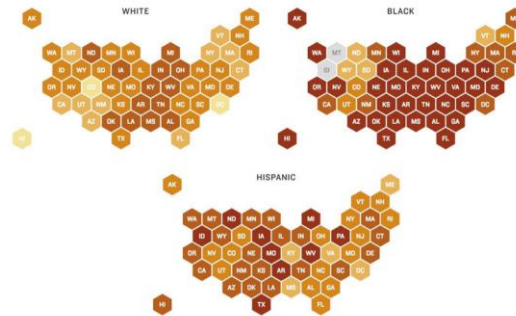 WHITE
AK ME
VT NH
WA MT ND MN WI MI NY MA RI
ID WY SD IA IL IN OH PA NJ CT
OR NV CO NE MO KY WV VA MD DE
CA UT NM KS AR TN NC SC DC
AZ OK LA MS AL GA
HI TX FL
BLACK
AK ME
VT NH
WA MT ND MN WI MI NY MA RI
ID WY SD IA IL IN OH PA NJ CT
OR NV CO NE MO KY WV VA MD DE
CA UT NM KS AR TN NC SC DC
AZ OK LA MS AL GA
HI TX FL
HISPANIC
AK ME
VT NH
WA MT ND MN WI MI NY MA RI
ID WY SD IA IL IN OH PA NJ CT
OR NV CO NE MO KY WV VA MD DE
CA UT NM KS AR TN NC SC DC
AZ OK LA MS AL GA
HI TX FL